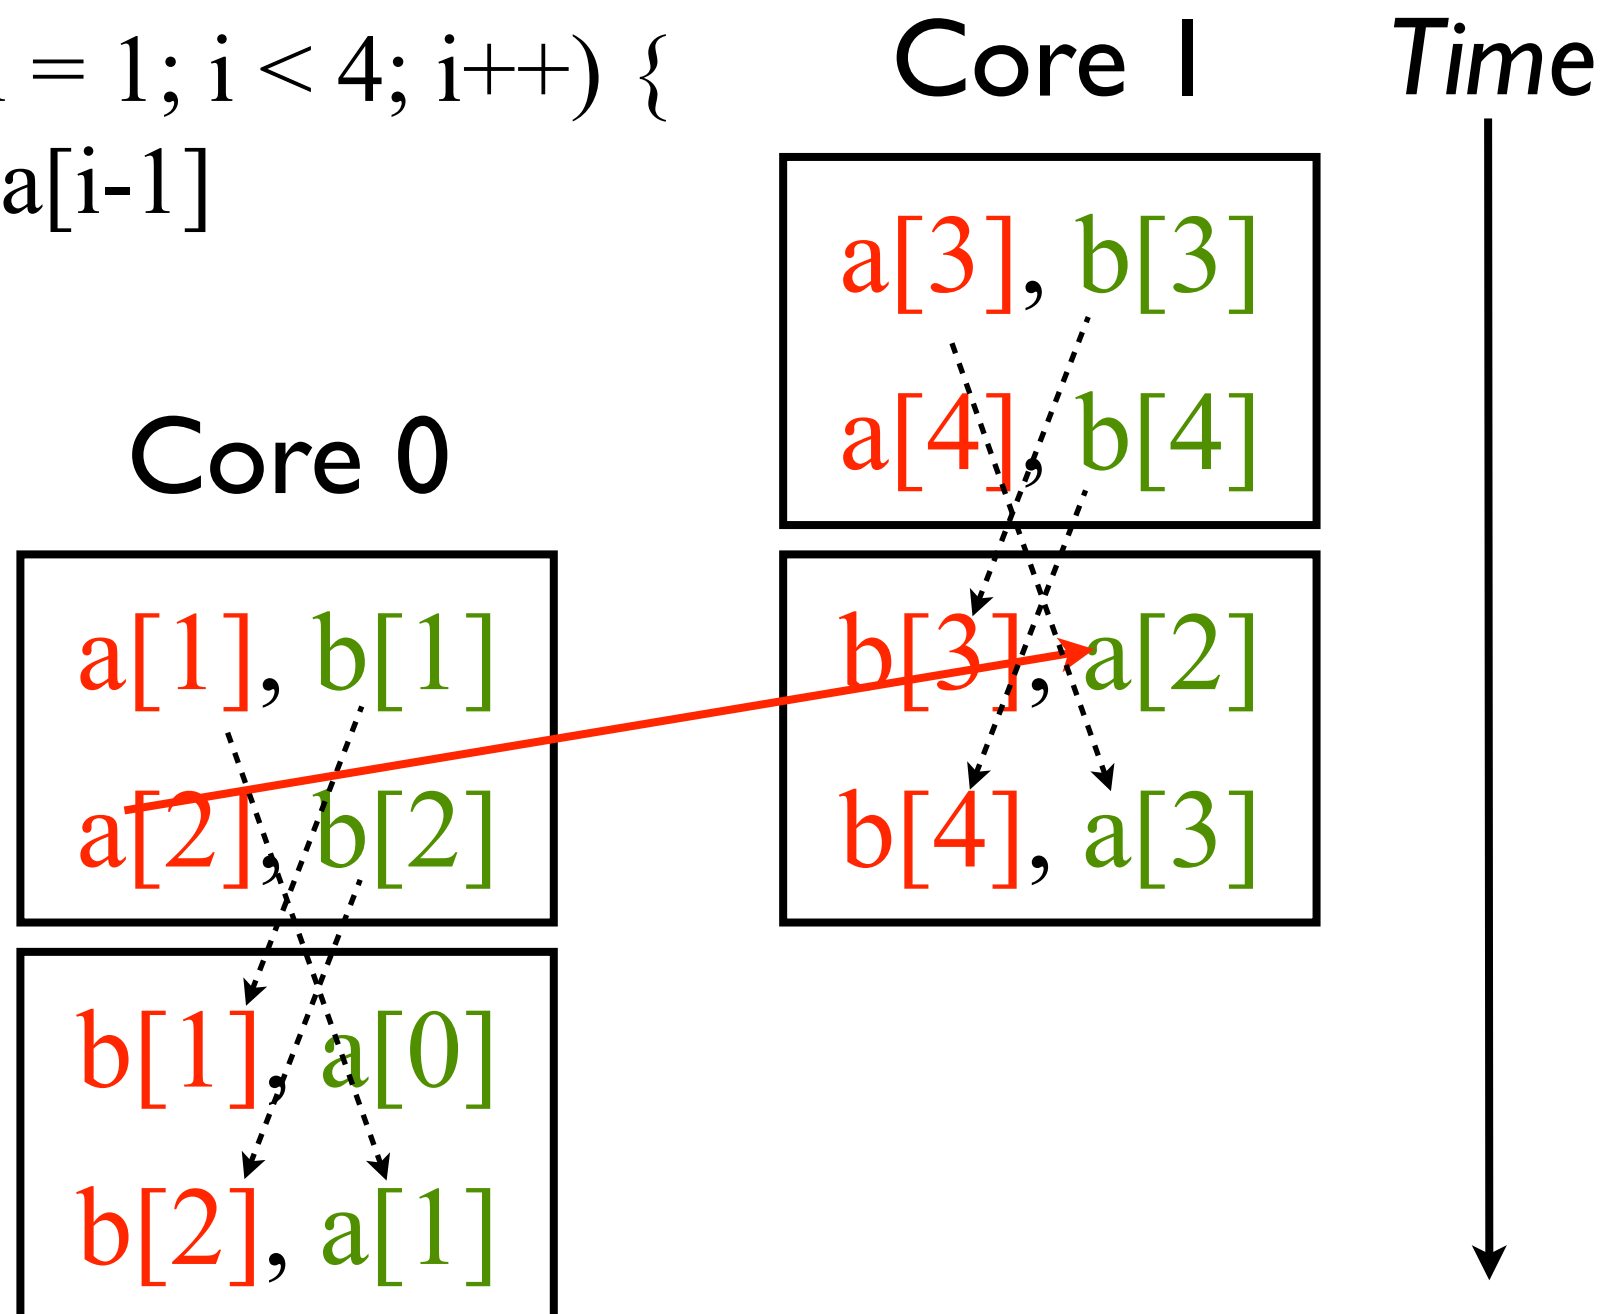 = 1; i < 4; i++) {
a[i-1]
Core 1
Time
a[3], b[3]
a[4], b[4]
b[3], a[2]
b[4], a[3]
Core 0
a[1], b[1]
a[2], b[2]
b[1], a[0]
b[2], a[1]